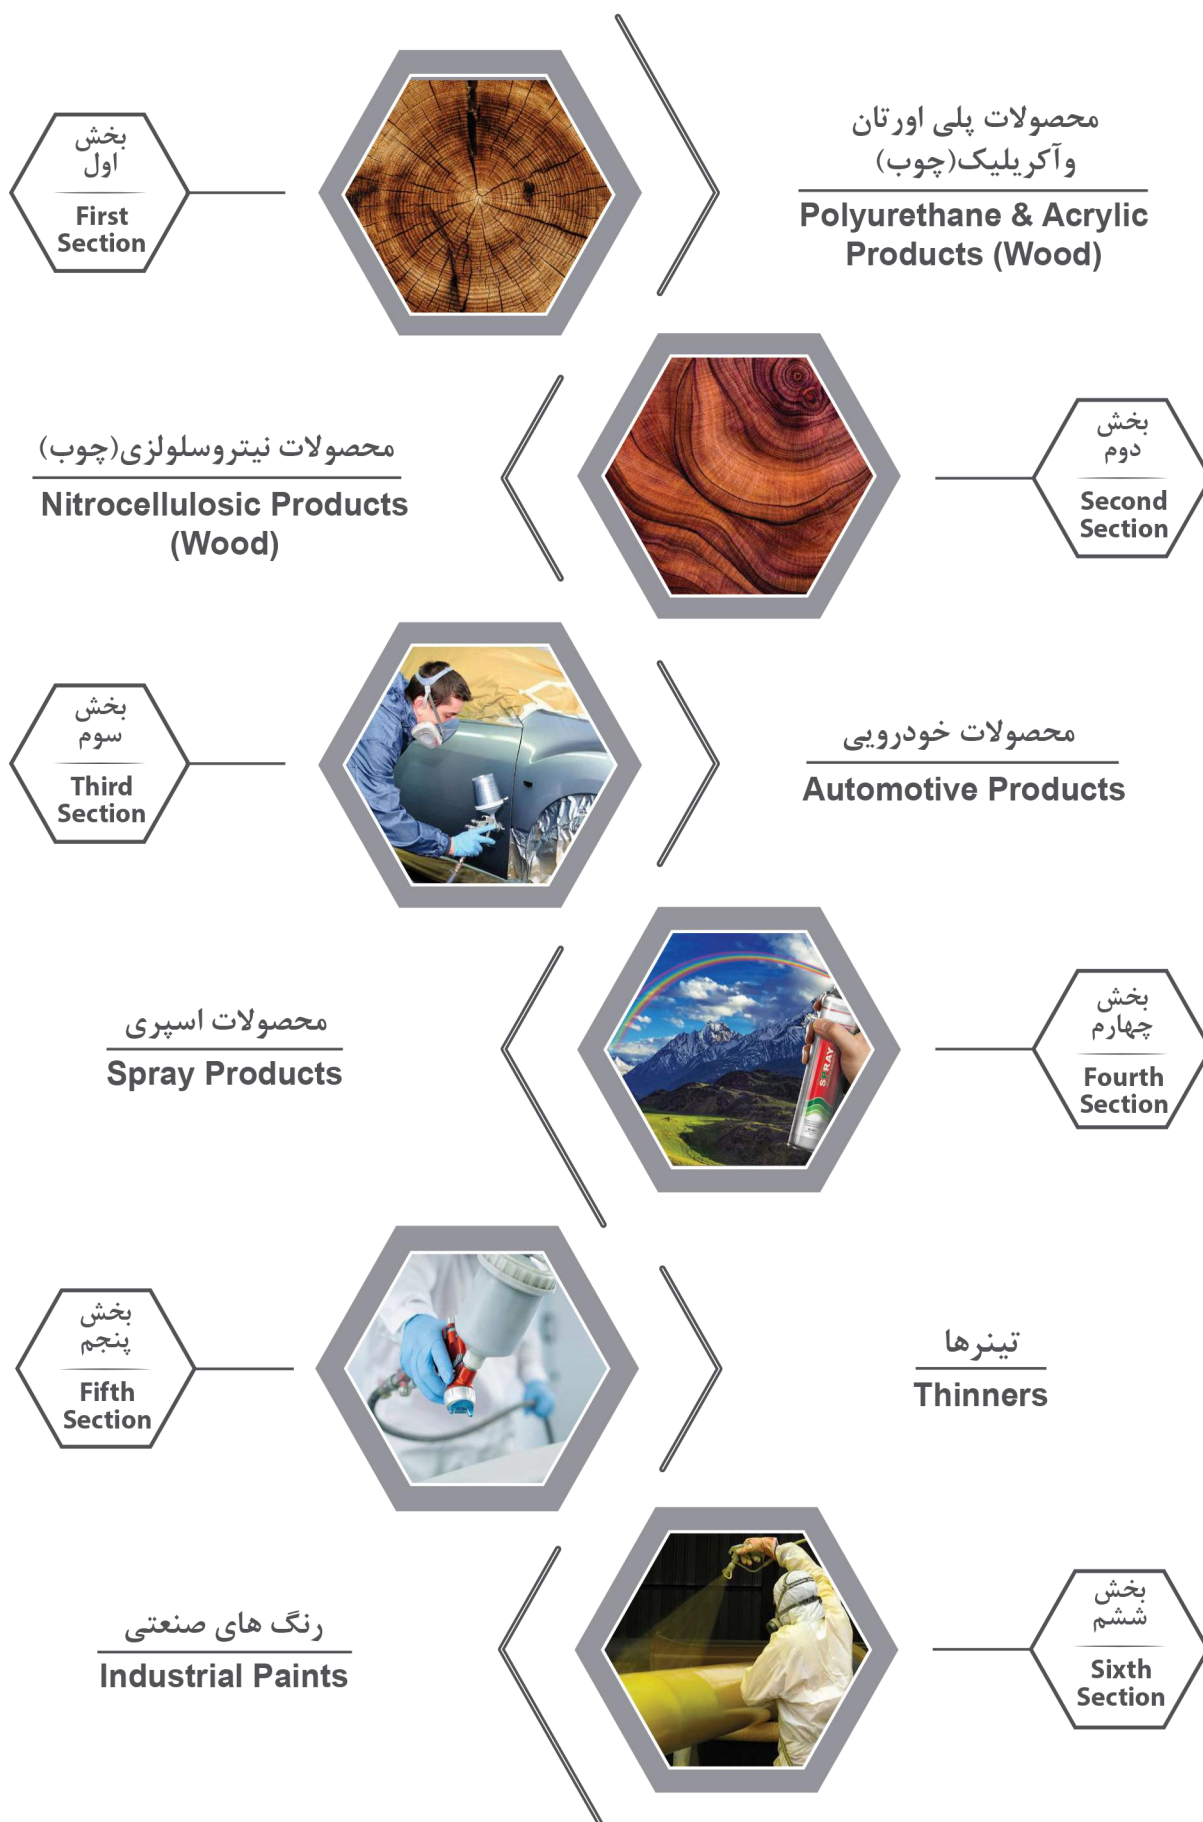 بخش
اول
First
Section
محصولات پلی اورتان
وآکریلیک(چوب)
Polyurethane & Acrylic
Products (Wood)
محصولات نیتروسلولزی(چوب)
Nitrocellulosic Products
(Wood)
بخش
دوم
Second
Section
بخش
سوم
Third
Section
محصولات خودرویی
Automotive Products
محصولات اسپری
Spray Products
SPRAY
بخش
چهارم
Fourth
Section
بخش
پنجم
Fifth
Section
تینرها
Thinners
رنگ های صنعتی
Industrial Paints
بخش
ششم
Sixth
Section